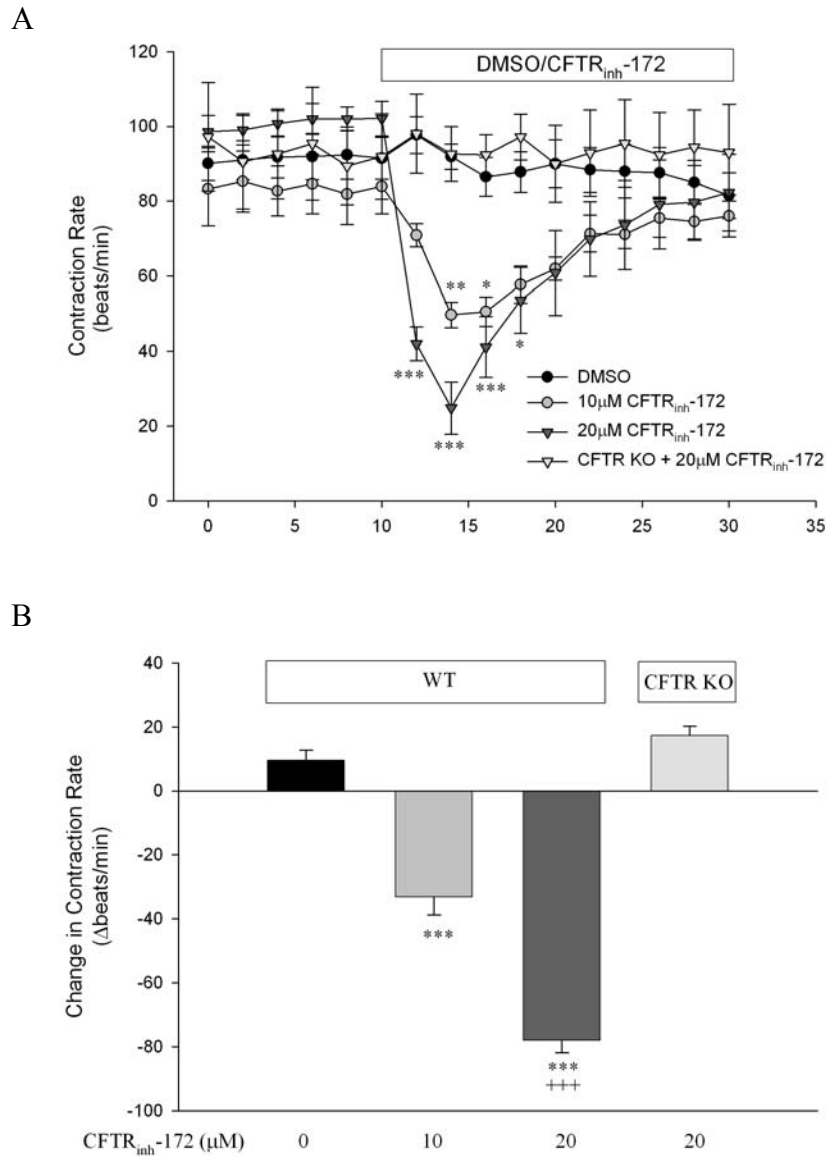 A
DMSO/CFTRinh-172
120
100
80
60
40
20
0
Contraction Rate
(beats/min)
**
*
*
***
***
***
DMSO
10μM CFTRinh-172
20μM CFTRinh-172
CFTR KO + 20μM CFTRinh-172
0 5 10 15 20 25 30 35
B
40
20
0
-20
-40
-60
-80
-100
Change in Contraction Rate
(Δbeats/min)
WT
CFTR KO
***
***
+++
CFTRinh-172 (μM) 0 10 20 20